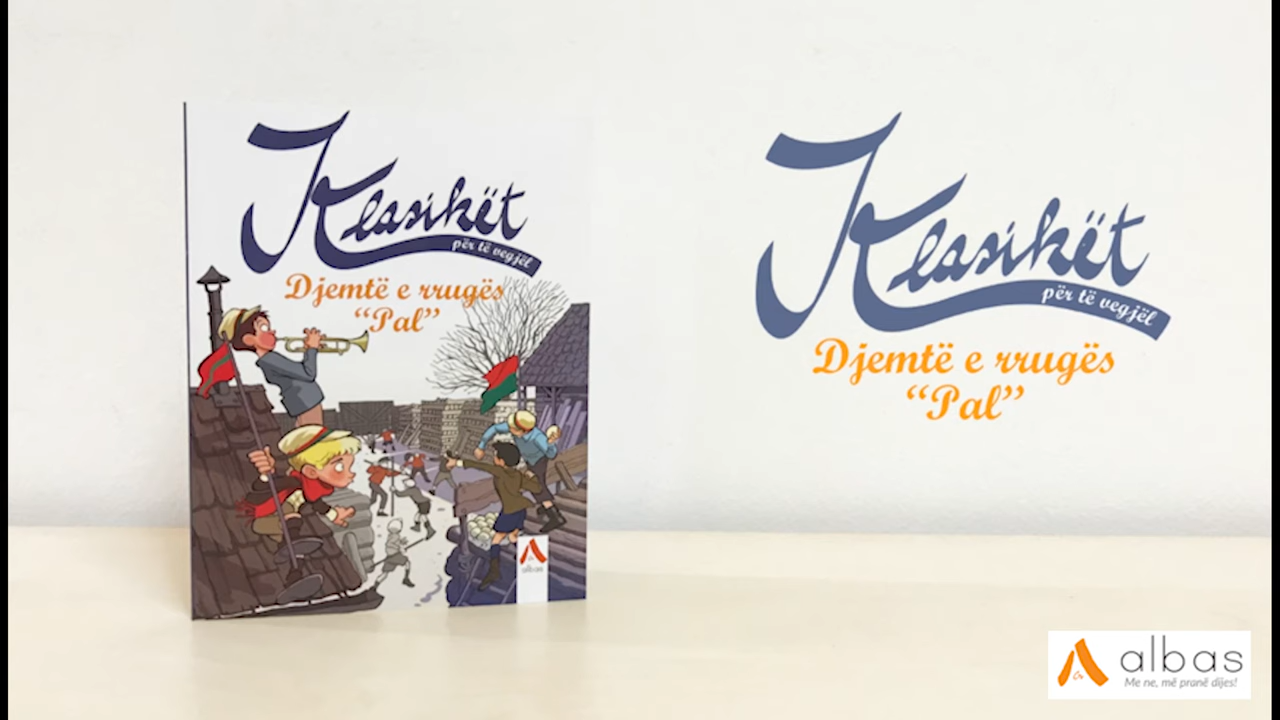 Klasikët
për të vegjël
Djemtë e rrugës
"Pal"
albas
Klasikët
për të vegjël
Djemtë e rrugës
"Pal"
albas
Me ne, më pranë dijes!